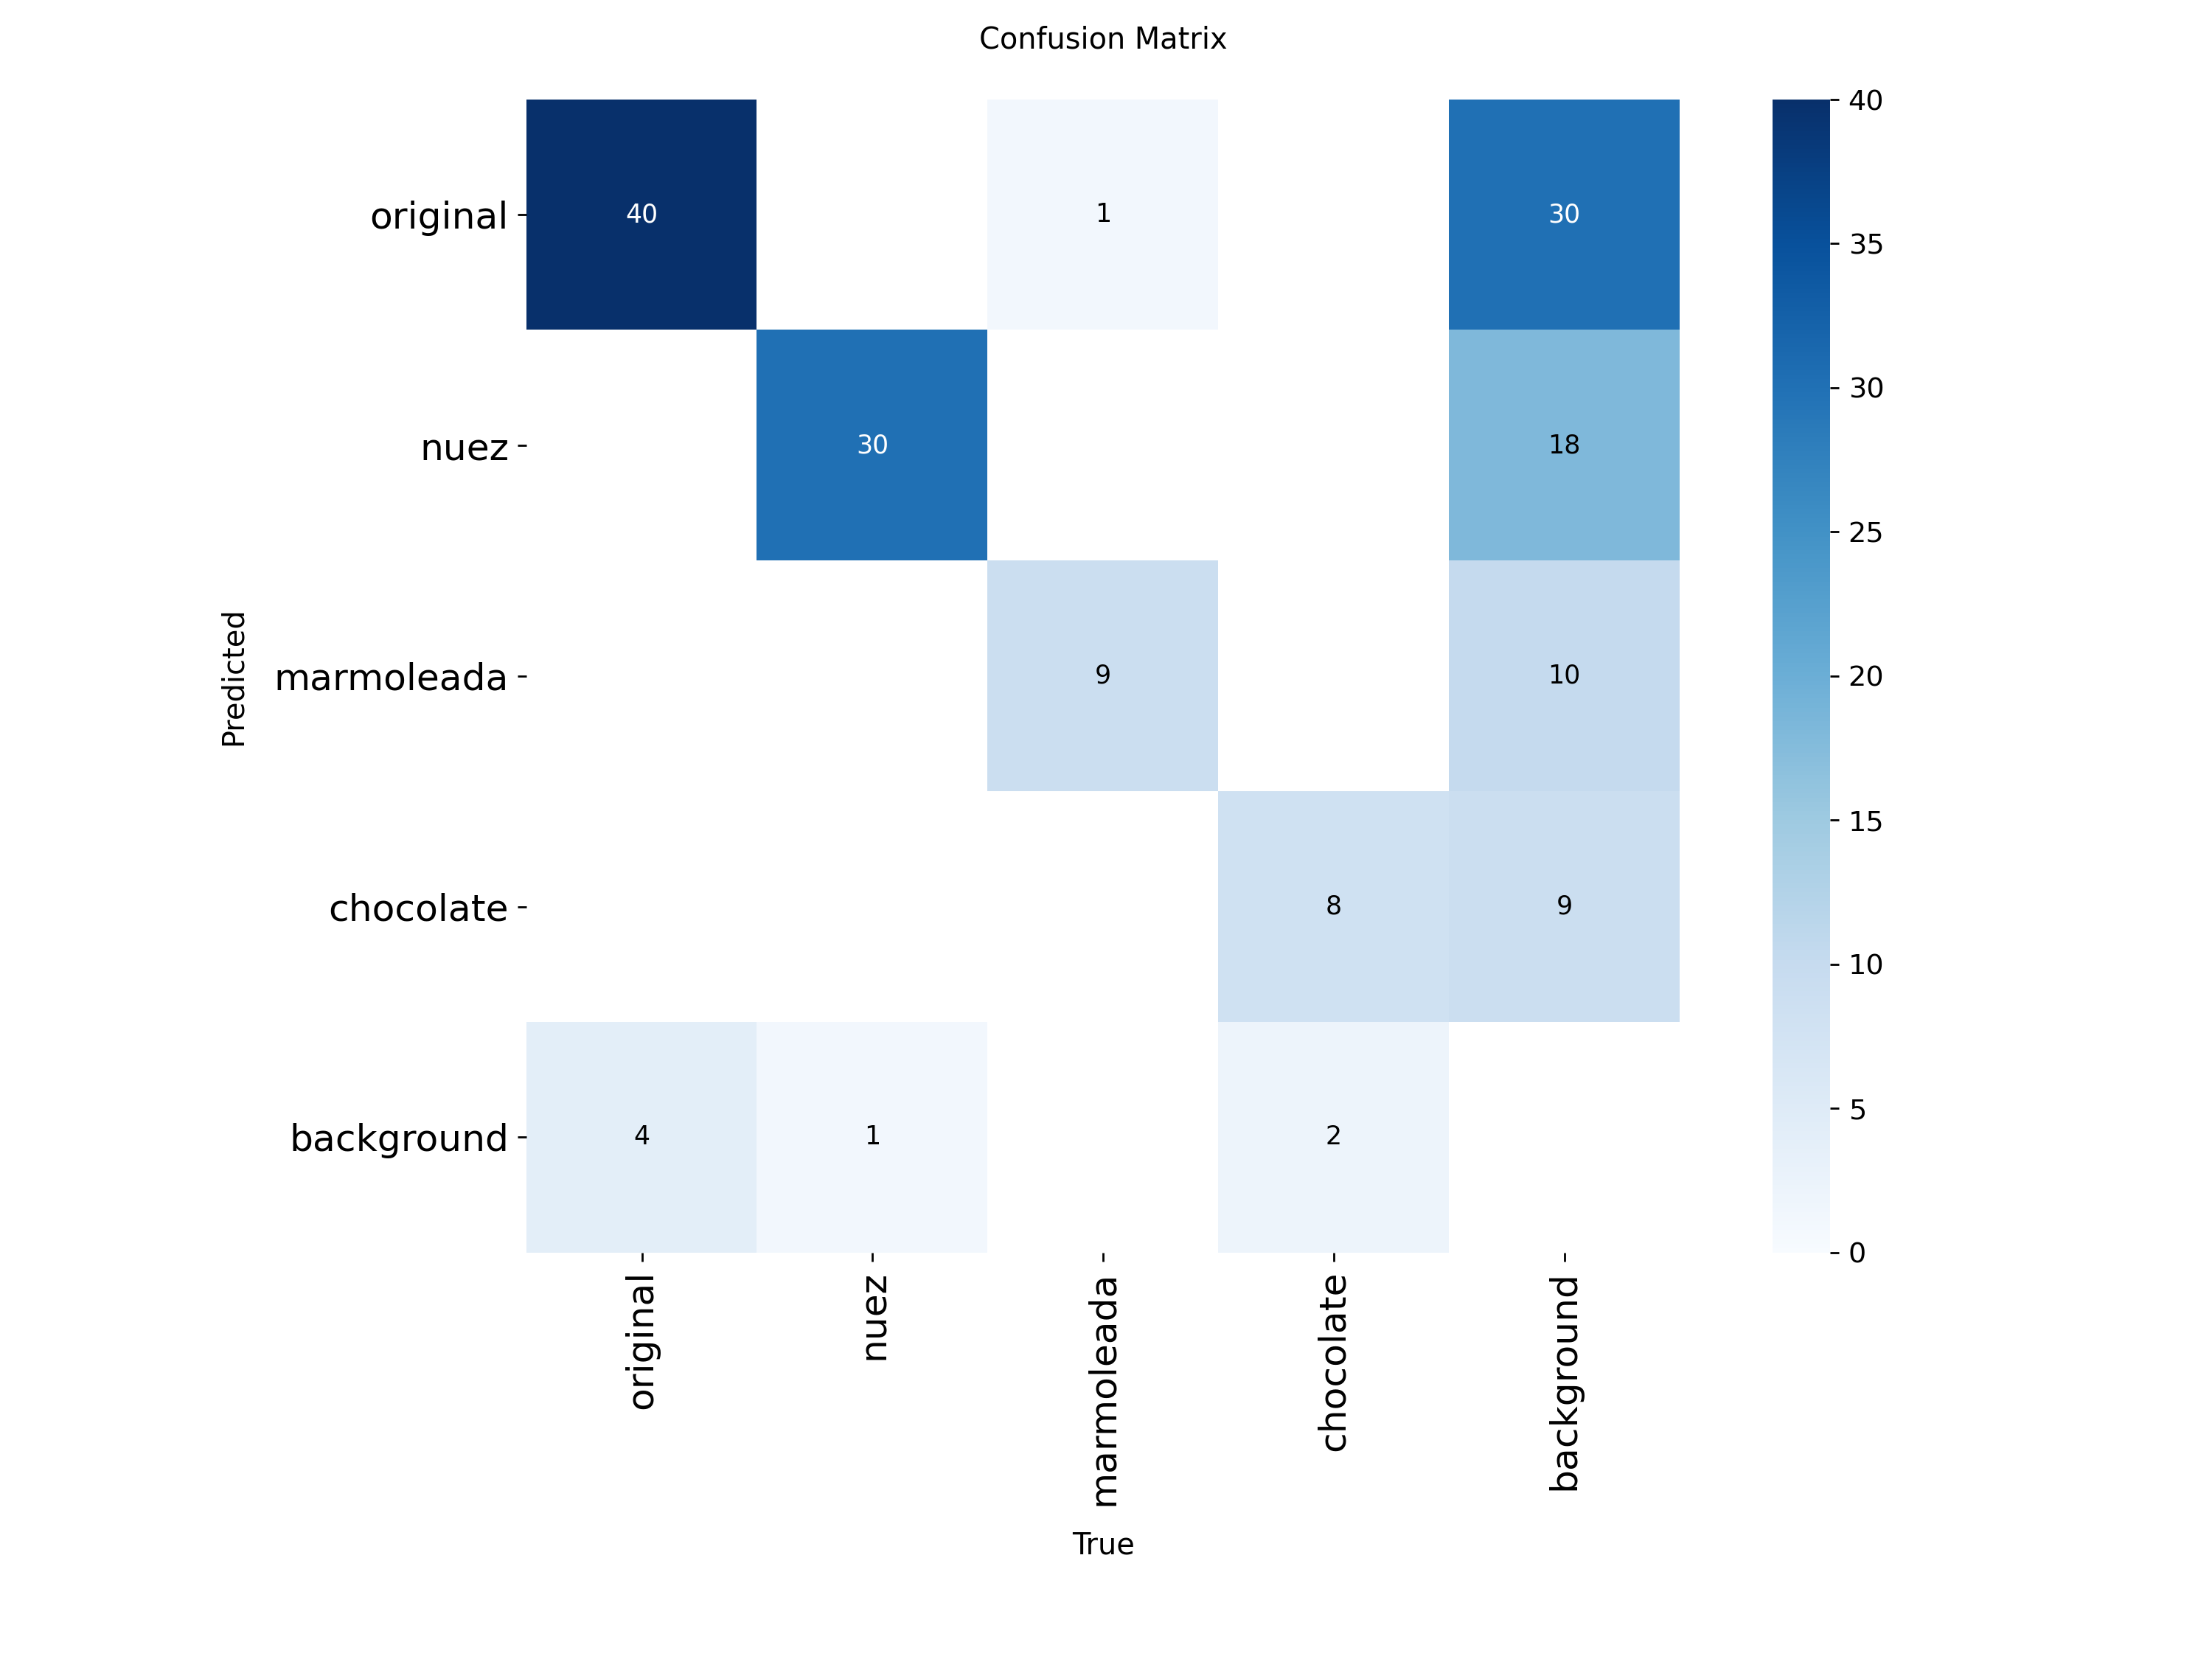 Confusion Matrix
original
40
1
30
nuez
30
18
marmoleada
9
10
chocolate
8
9
background
4
1
2
Predicted
original
nuez
marmoleada
chocolate
background
True
40
35
30
25
20
15
10
5
0